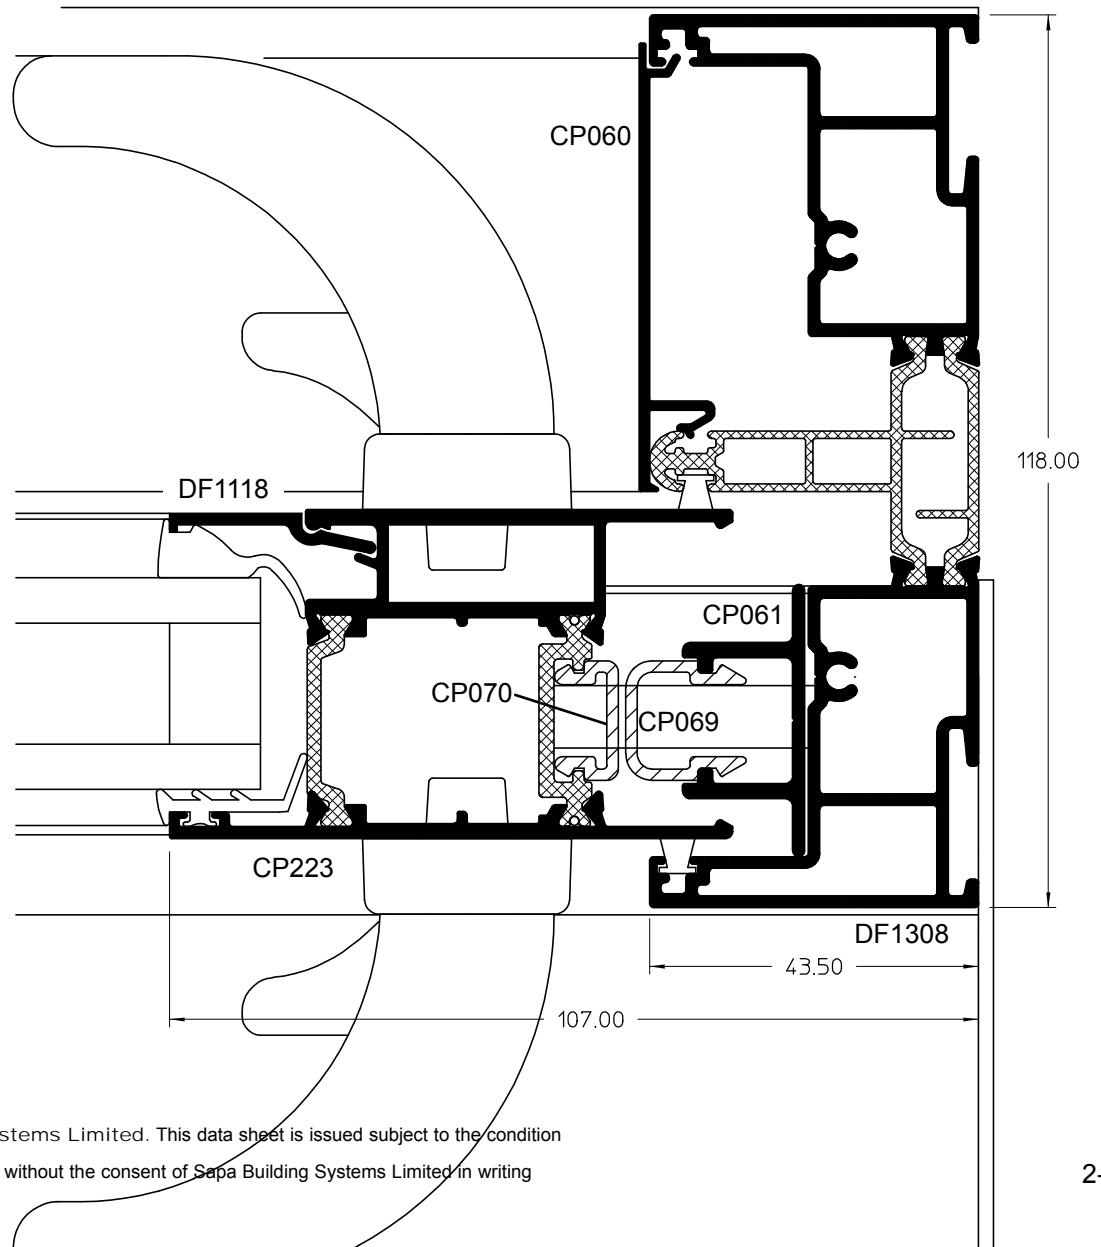 CP060
DF1118
118.00
CP061
CP070
CP069
CP223
DF1308
43.50
107.00
stems Limited. This data sheet is issued subject to the condition
without the consent of Sapa Building Systems Limited in writing
2-